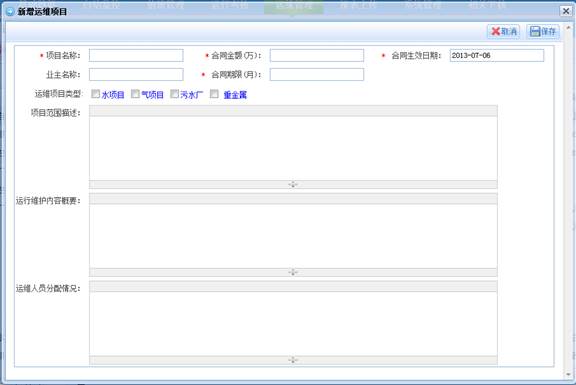 新增运维项目
取消 保存
* 项目名称: * 合同金额(万): * 合同生效日期: 2013-07-06
业主名称: * 合同期限(月):
运维项目类型: 水项目 气项目 污水厂 重金属
项目范围描述:
运行维护内容概要:
运维人员分配情况: